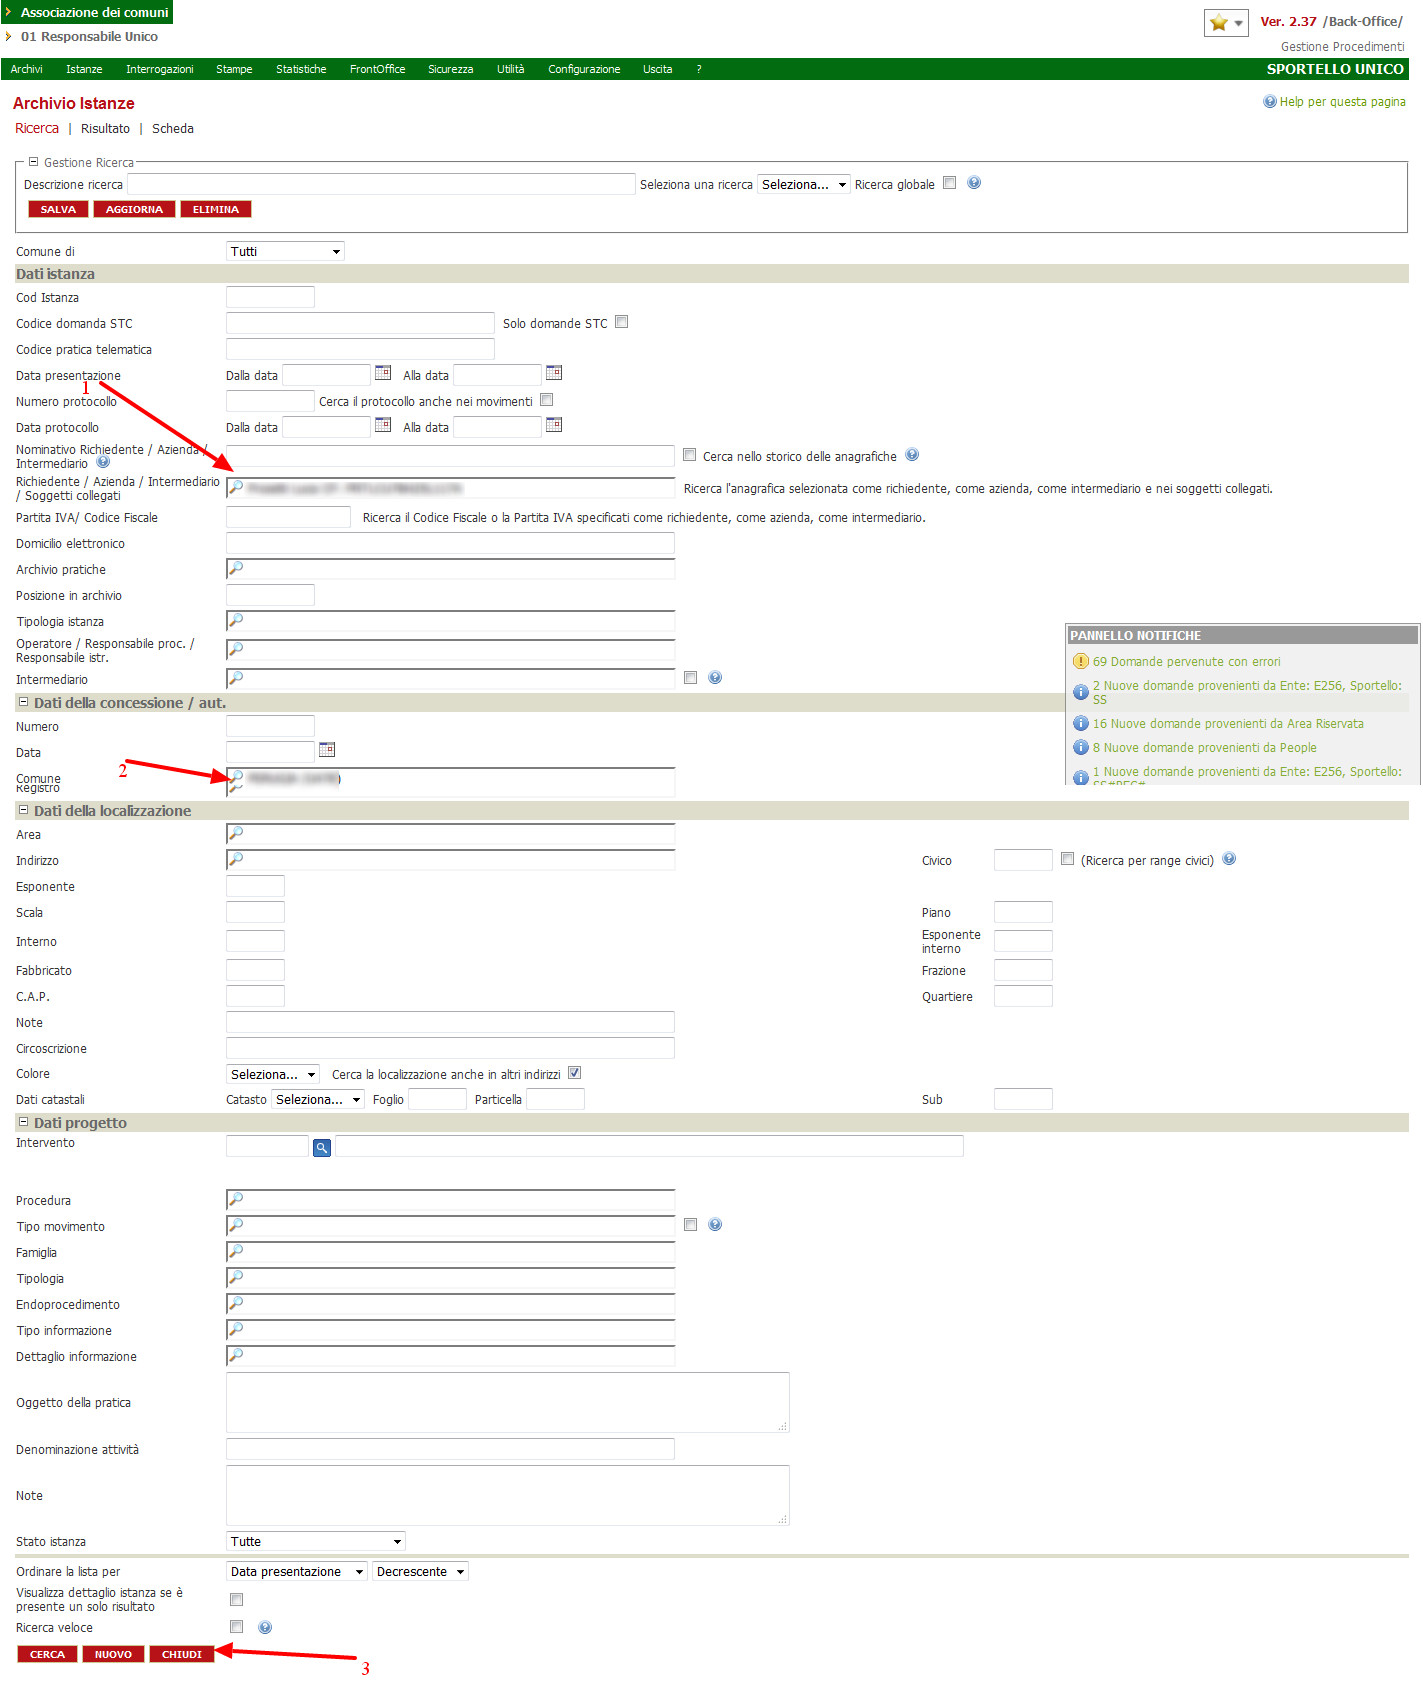 Associazione dei comuni
01 Responsabile Unico
Ver. 2.37 /Back-Office/
Gestione Procedimenti
Archivi Istanze Interrogazioni Stampe Statistiche FrontOffice Sicurezza Utilità Configurazione Uscita ? SPORTELLO UNICO
Archivio Istanze
Help per questa pagina
Ricerca | Risultato | Scheda
Gestione Ricerca
Descrizione ricerca Seleziona una ricerca Seleziona... Ricerca globale
SALVA AGGIORNA ELIMINA
Comune di Tutti
Dati istanza
Cod Istanza
Codice domanda STC Solo domande STC
Codice pratica telematica
Data presentazione Dalla data Alla data
1
Numero protocollo Cerca il protocollo anche nei movimenti
Data protocollo Dalla data Alla data
Nominativo Richiedente / Azienda /
Intermediario Cerca nello storico delle anagrafiche
Richiedente / Azienda / Intermediario
/ Soggetti collegati Ricerca l'anagrafica selezionata come richiedente, come azienda, come intermediario e nei soggetti collegati.
Partita IVA/ Codice Fiscale Ricerca il Codice Fiscale o la Partita IVA specificati come richiedente, come azienda, come intermediario.
Domicilio elettronico
Archivio pratiche
Posizione in archivio
Tipologia istanza
Operatore / Responsabile proc. /
Responsabile istr.
Intermediario
PANNELLO NOTIFICHE
69 Domande pervenute con errori
2 Nuove domande provenienti da Ente: E256, Sportello:
SS
16 Nuove domande provenienti da Area Riservata
8 Nuove domande provenienti da People
1 Nuove domande provenienti da Ente: E256, Sportello:
Dati della concessione / aut.
Numero
Data
2
Comune
Registro
Dati della localizzazione
Area
Indirizzo Civico (Ricerca per range civici)
Esponente
Scala Piano
Interno Esponente
interno
Fabbricato Frazione
C.A.P. Quartiere
Note
Circoscrizione
Colore Seleziona... Cerca la localizzazione anche in altri indirizzi
Dati catastali Catasto Seleziona... Foglio Particella Sub
Dati progetto
Intervento
Procedura
Tipo movimento
Famiglia
Tipologia
Endoprocedimento
Tipo informazione
Dettaglio informazione
Oggetto della pratica
Denominazione attività
Note
Stato istanza Tutte
Ordinare la lista per Data presentazione Decrescente
Visualizza dettaglio istanza se è
presente un solo risultato
Ricerca veloce
CERCA NUOVO CHIUDI
3